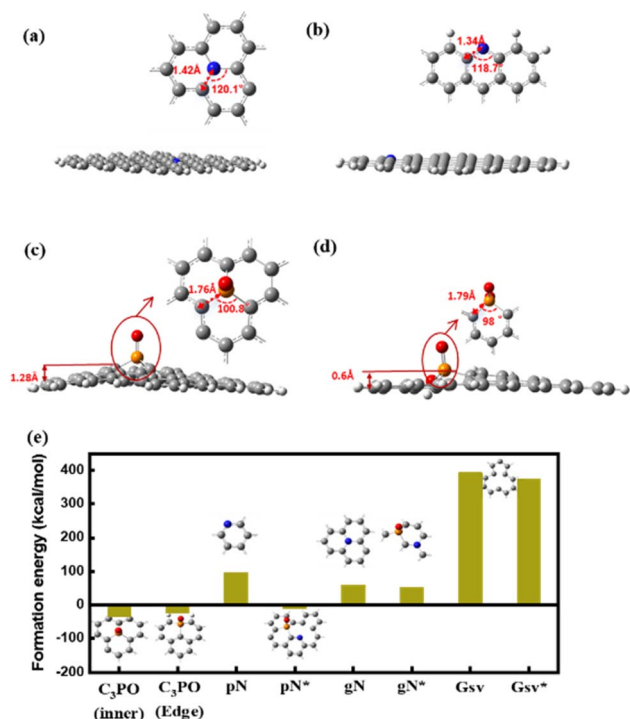 (a)
1.42Å
120.1°
(b)
1.34Å
118.7°
(c)
1.76Å
100.8
1.28Å
(d)
1.79Å
98 °
0.6Å
(e)
Formation energy (kcal/mol)
400
300
200
100
0
-100
-200
C3PO (inner)
C3PO (Edge)
pN
pN*
gN
gN*
Gsv
Gsv*